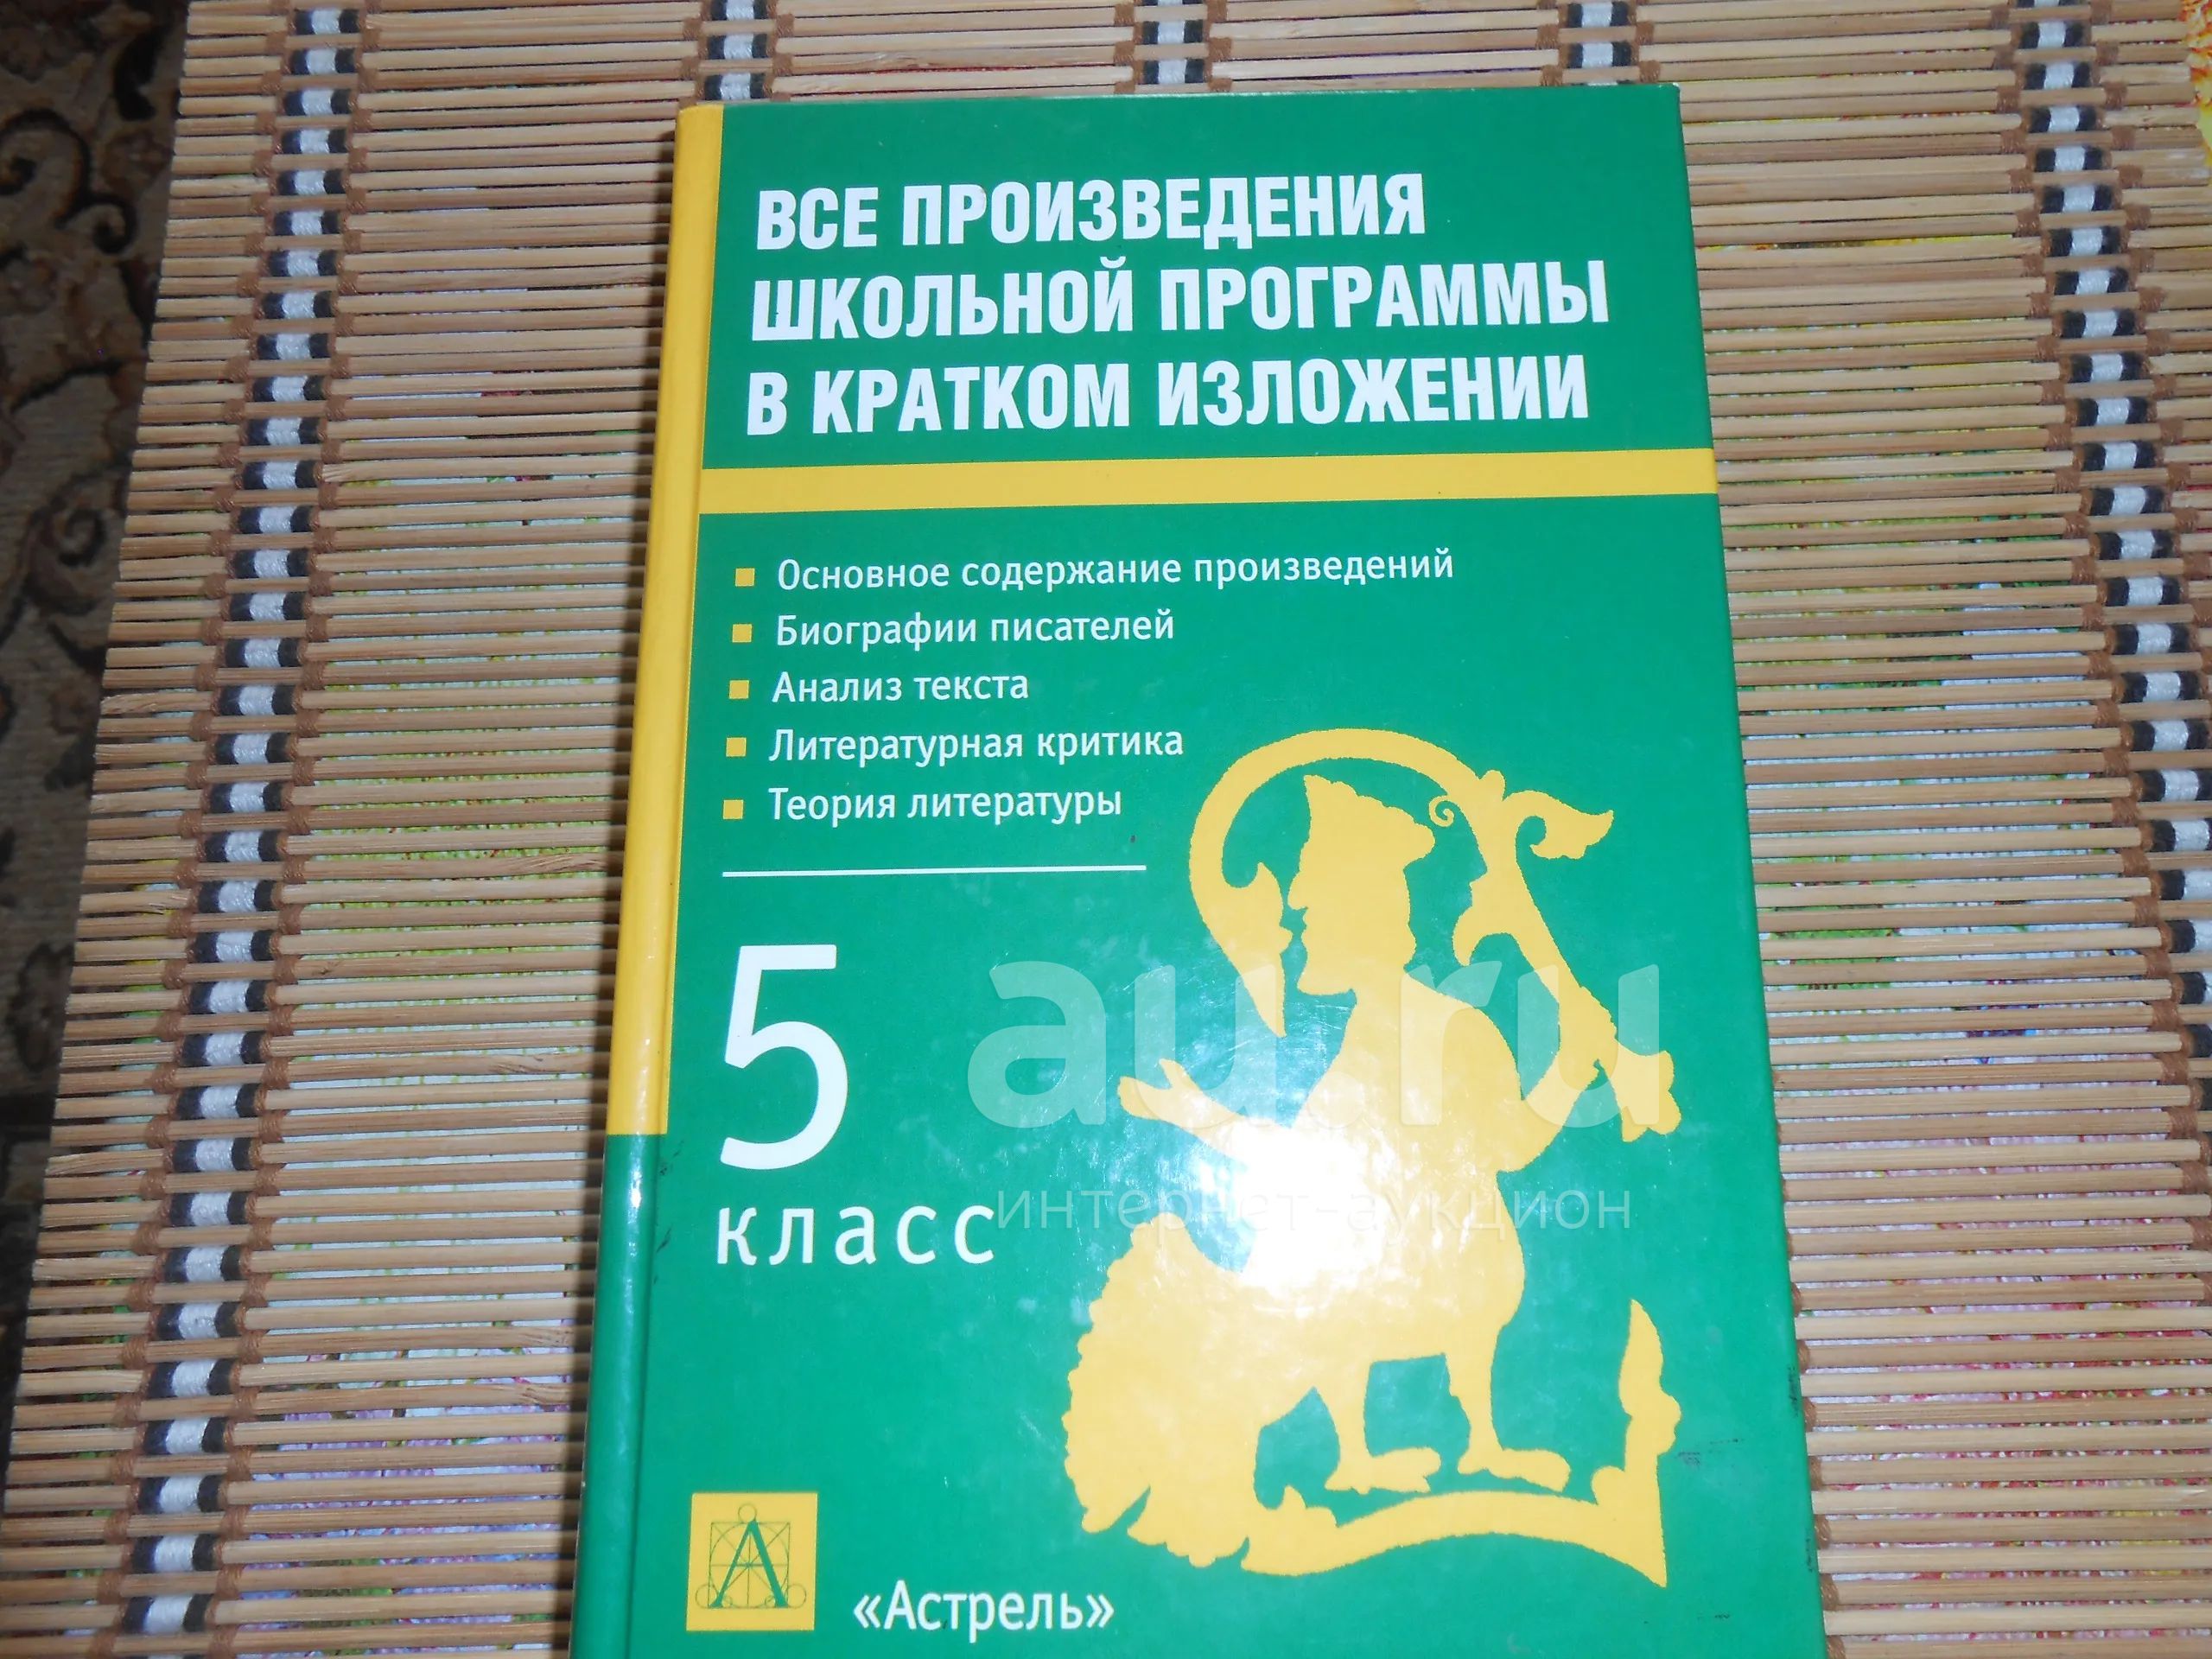 ВСЕ ПРОИЗВЕДЕНИЯ
ШКОЛЬНОЙ ПРОГРАММЫ
В КРАТКОМ ИЗЛОЖЕНИИ
Основное содержание произведений
Биографии писателей
Анализ текста
Литературная критика
Теория литературы
5
класс
au.ru
интернет-аукцион
А
«Астрель»